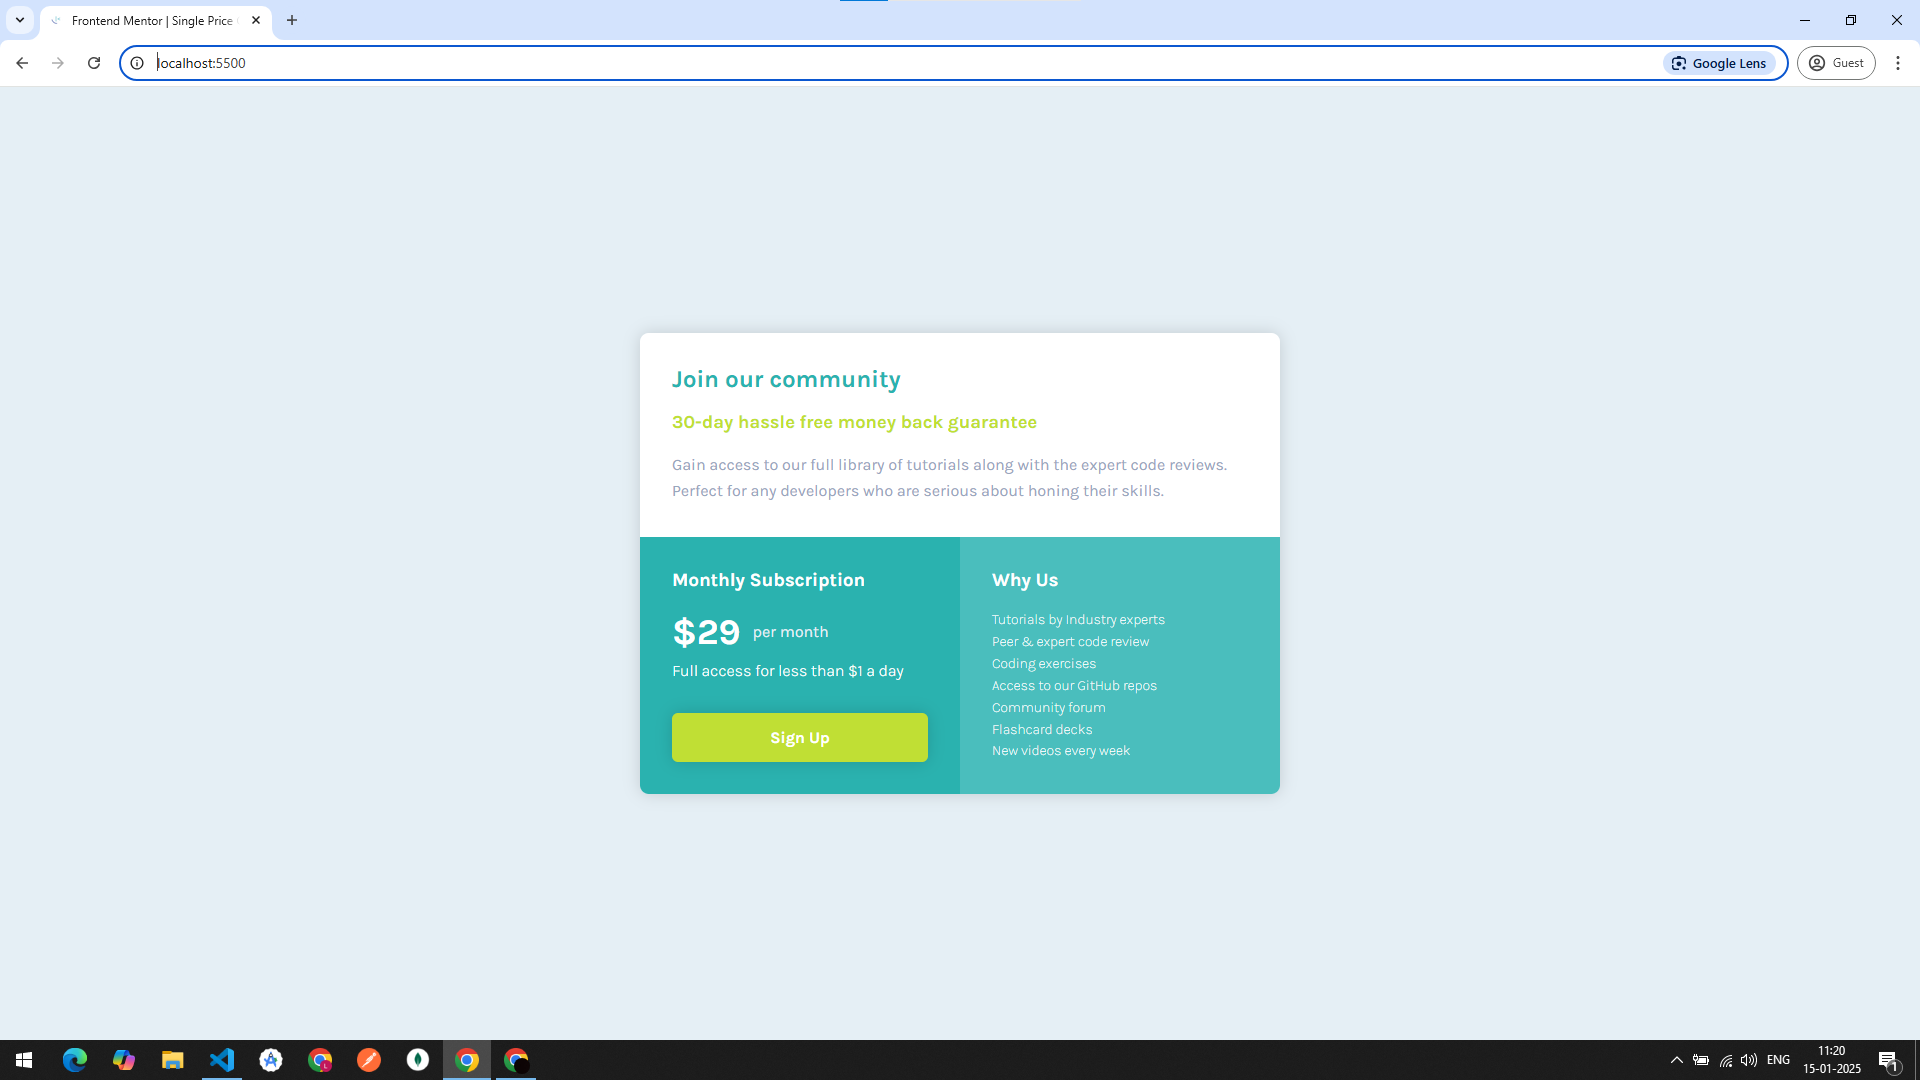 Frontend Mentor | Single Price
localhost:5500
Google Lens
Guest
Join our community
30-day hassle free money back guarantee
Gain access to our full library of tutorials along with the expert code reviews.
Perfect for any developers who are serious about honing their skills.
Monthly Subscription
$29 per month
Full access for less than $1 a day
Sign Up
Why Us
Tutorials by Industry experts
Peer & expert code review
Coding exercises
Access to our GitHub repos
Community forum
Flashcard decks
New videos every week
L
ENG
11:20
15-01-2025
1